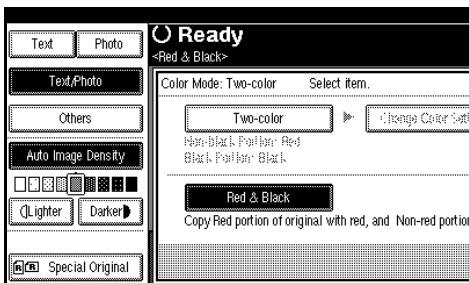 Text Photo
Text/Photo
Others
Auto Image Density
Lighter Darker
Special Original
Ready
<Red & Black>
Color Mode: Two-color Select item.
Two-color Change Color
Non-black Portion: Red
Black Portion: Black
Red & Black
Copy Red portion of original with red, and Non-red portion